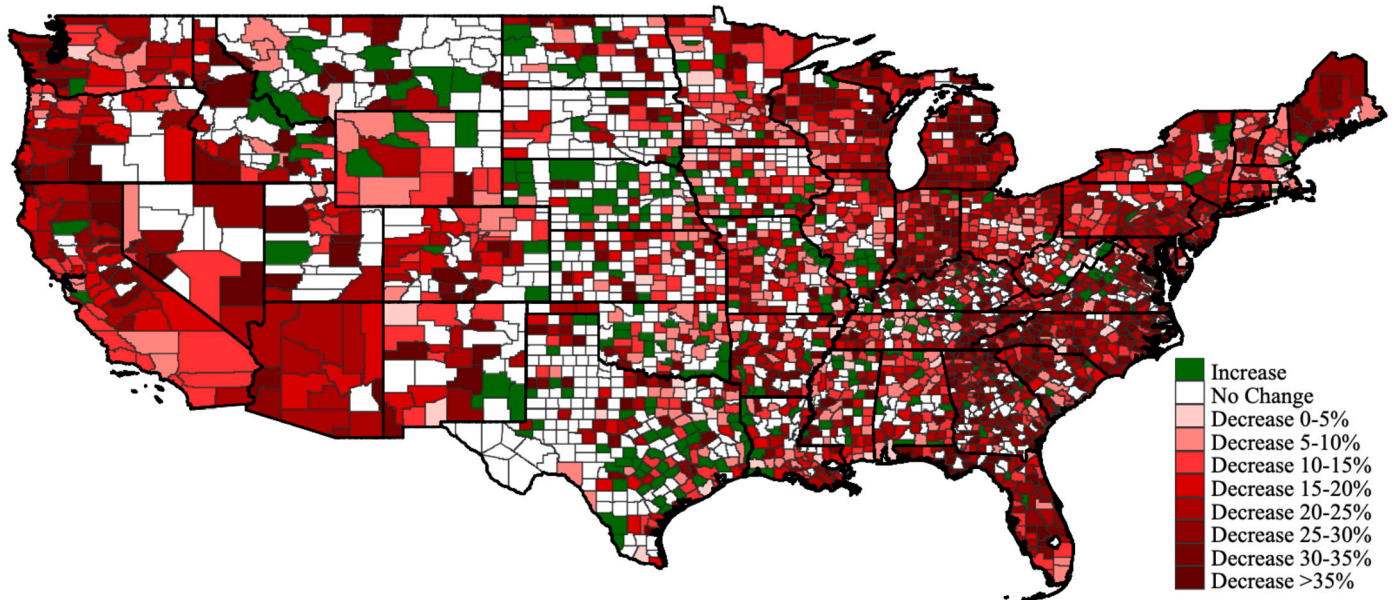 Increase
No Change
Decrease 0-5%
Decrease 5-10%
Decrease 10-15%
Decrease 15-20%
Decrease 20-25%
Decrease 25-30%
Decrease 30-35%
Decrease >35%